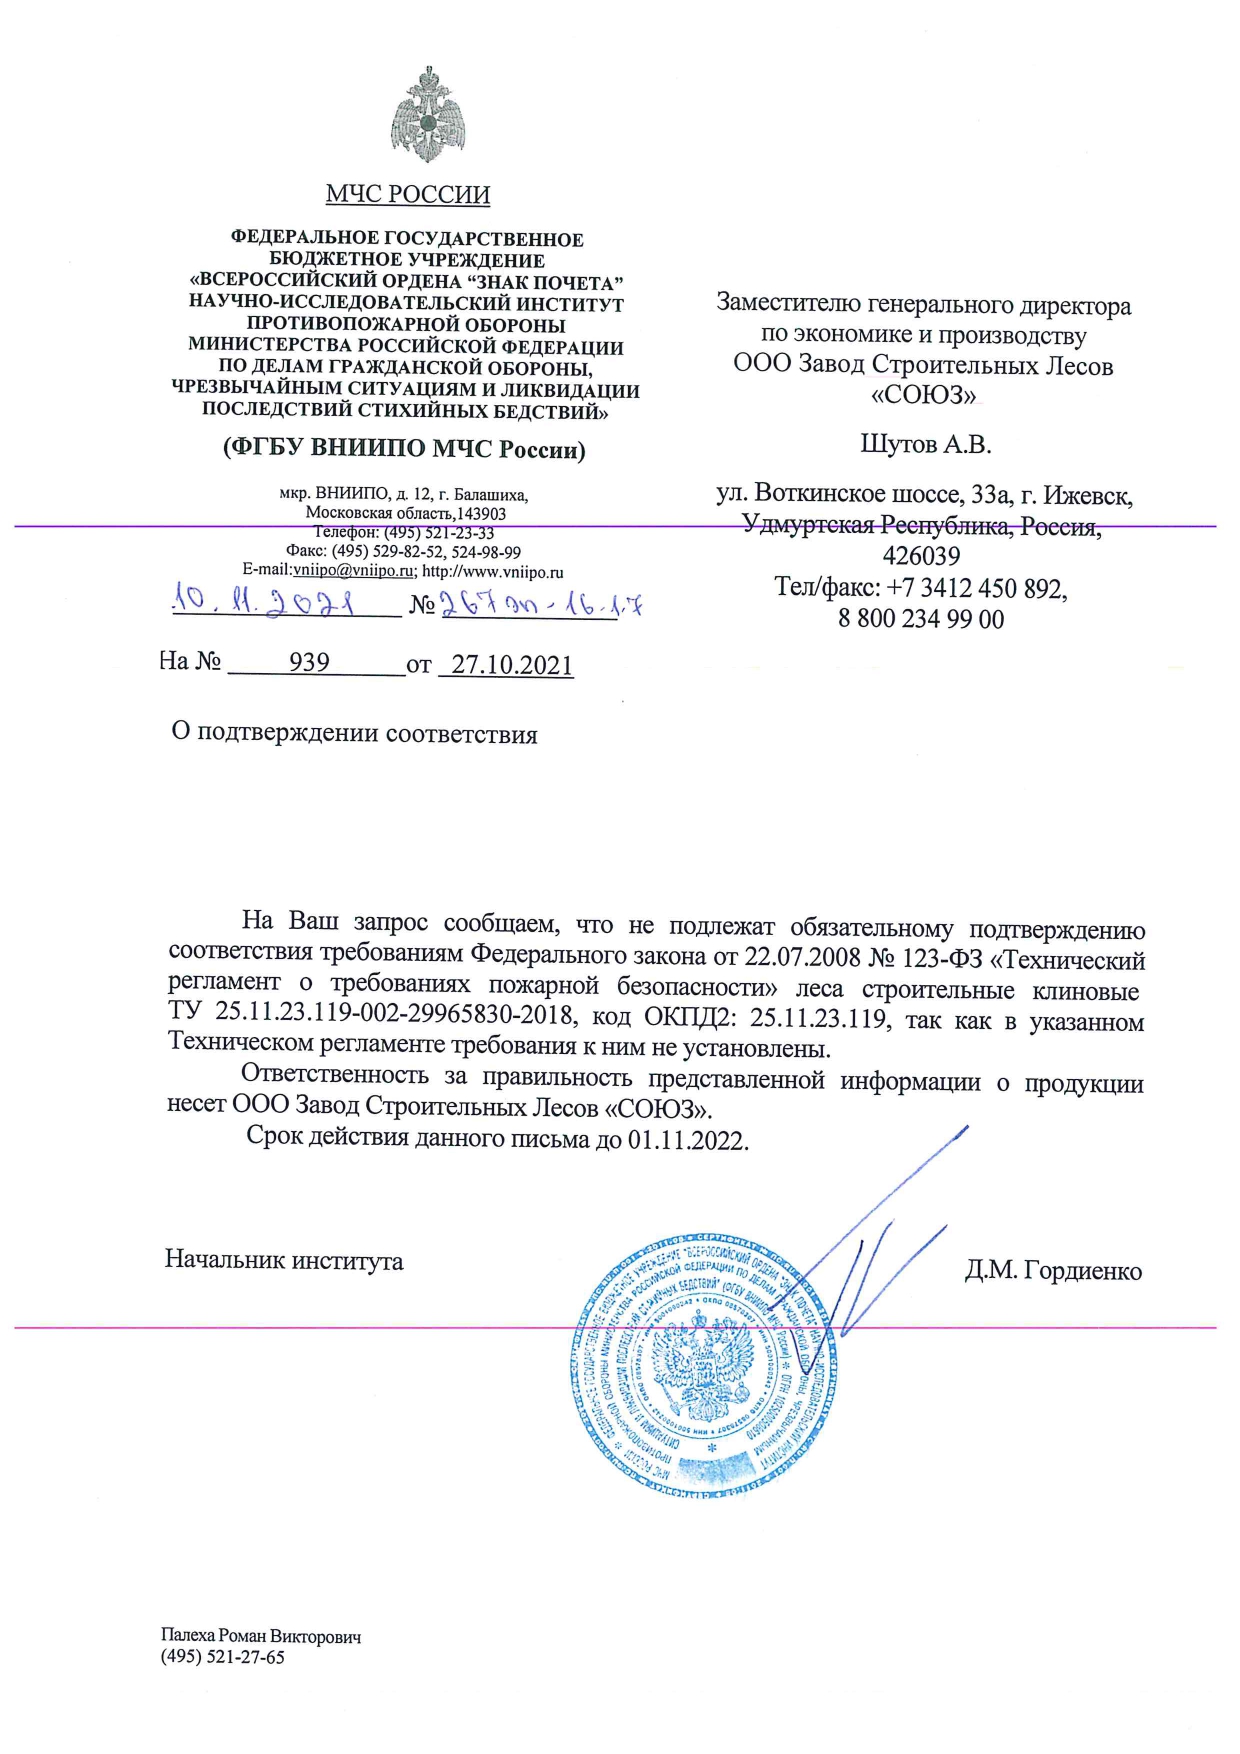 МЧС РОССИИ
ФЕДЕРАЛЬНОЕ ГОСУДАРСТВЕННОЕ
БЮДЖЕТНОЕ УЧРЕЖДЕНИЕ
«ВСЕРОССИЙСКИЙ ОРДЕНА “ЗНАК ПОЧЕТА”
НАУЧНО-ИССЛЕДОВАТЕЛЬСКИЙ ИНСТИТУТ
ПРОТИВОПОЖАРНОЙ ОБОРОНЫ
МИНИСТЕРСТВА РОССИЙСКОЙ ФЕДЕРАЦИИ
ПО ДЕЛАМ ГРАЖДАНСКОЙ ОБОРОНЫ,
ЧРЕЗВЫЧАЙНЫМ СИТУАЦИЯМ И ЛИКВИДАЦИИ
ПОСЛЕДСТВИЙ СТИХИЙНЫХ БЕДСТВИЙ»
(ФГБУ ВНИИПО МЧС России)
мкр. ВНИИПО, д. 12, г. Балашиха,
Московская область,143903
Телефон: (495) 521-23-33
Факс: (495) 529-82-52, 524-98-99
E-mail:vniipo@vniipo.ru; http://www.vniipo.ru
10.11.2021 № 267эп-16.1.7
На № 939 от 27.10.2021
Заместителю генерального директора
по экономике и производству
ООО Завод Строительных Лесов
«СОЮЗ»
Шутов А.В.
ул. Воткинское шоссе, 33а, г. Ижевск,
Удмуртская Республика, Россия,
426039
Тел/факс: +7 3412 450 892,
8 800 234 99 00
О подтверждении соответствия
На Ваш запрос сообщаем, что не подлежат обязательному подтверждению
соответствия требованиям Федерального закона от 22.07.2008 № 123-ФЗ «Технический
регламент о требованиях пожарной безопасности» леса строительные клиновые
ТУ 25.11.23.119-002-29965830-2018, код ОКПД2: 25.11.23.119, так как в указанном
Техническом регламенте требования к ним не установлены.
Ответственность за правильность представленной информации о продукции
несет ООО Завод Строительных Лесов «СОЮЗ».
Срок действия данного письма до 01.11.2022.
Начальник института
Д.М. Гордиенко
Палеха Роман Викторович
(495) 521-27-65